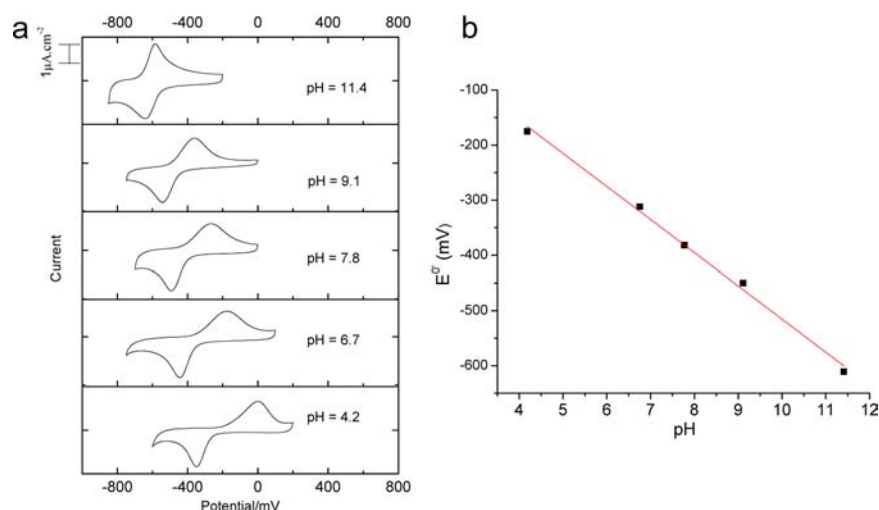 a
-800 -400 0 400 800
1µA.cm-2
pH = 11.4
pH = 9.1
pH = 7.8
pH = 6.7
pH = 4.2
Current
-800 -400 0 400 800
Potential/mV
b
-100
-200
-300
-400
-500
-600
E0' (mV)
4 5 6 7 8 9 10 11 12
pH